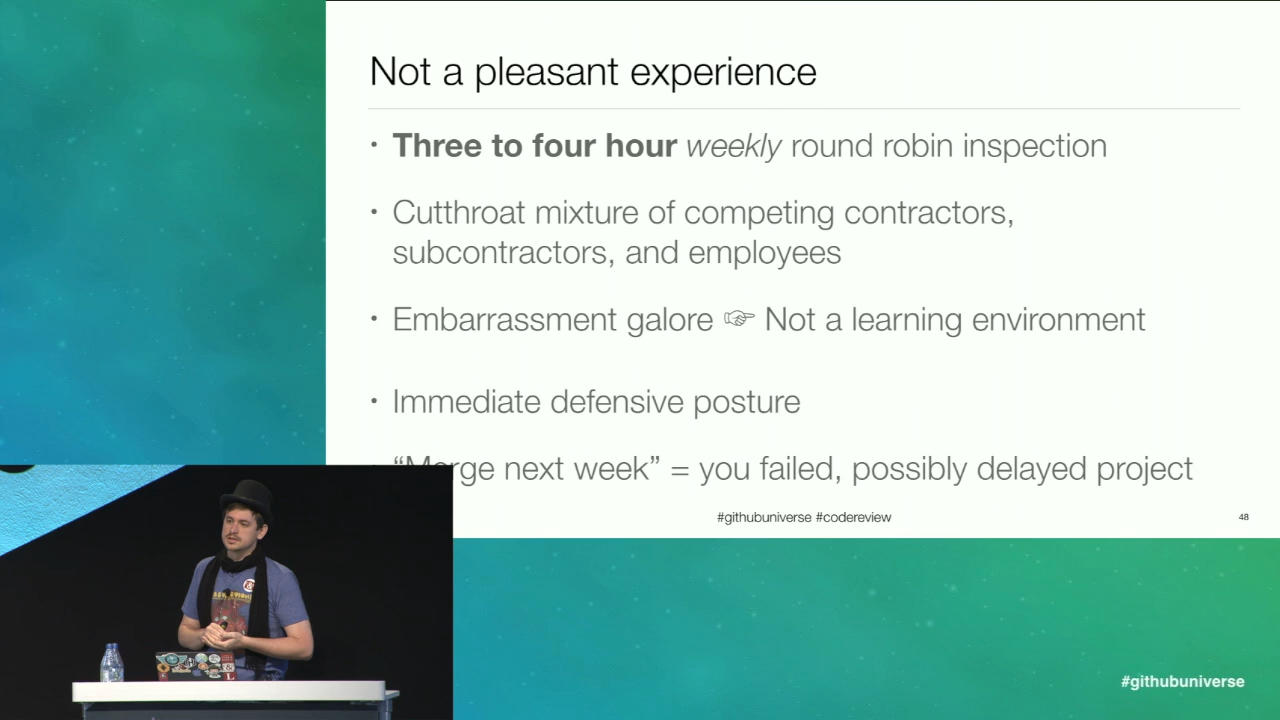 Not a pleasant experience
• Three to four hour weekly round robin inspection
• Cutthroat mixture of competing contractors,
subcontractors, and employees
• Embarrassment galore ☞ Not a learning environment
• Immediate defensive posture
“Merge next week” = you failed, possibly delayed project
#githubuniverse #codereview
48
#githubuniverse